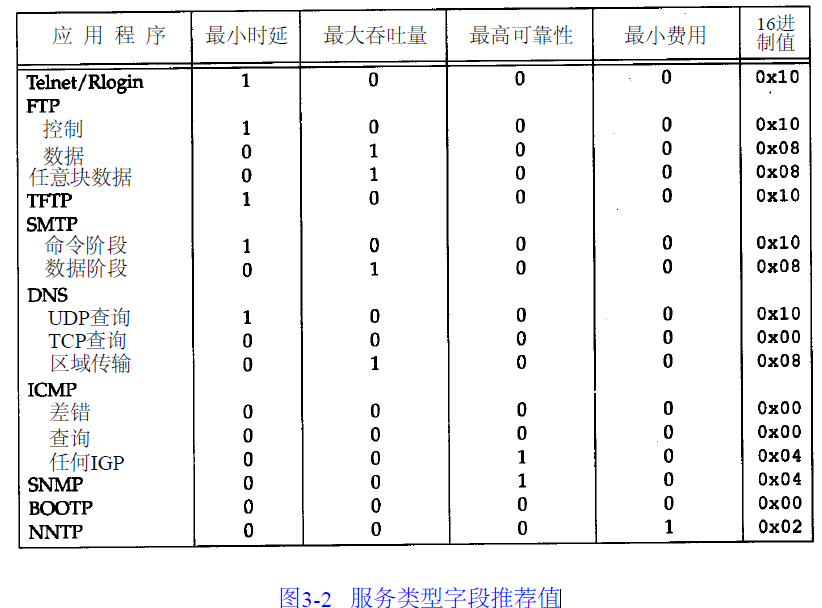 应用程序 最小时延 最大吞吐量 最高可靠性 最小费用 16进制值
Telnet/Rlogin 1 0 0 0 0x10
FTP
控制 1 0 0 0 0x10
数据 0 1 0 0 0x08
任意块数据 0 1 0 0 0x08
TFTP 1 0 0 0 0x10
SMTP
命令阶段 1 0 0 0 0x10
数据阶段 0 1 0 0 0x08
DNS
UDP查询 1 0 0 0 0x10
TCP查询 0 0 0 0 0x00
区域传输 0 1 0 0 0x08
ICMP
差错 0 0 0 0 0x00
查询 0 0 0 0 0x00
任何IGP 0 0 1 0 0x04
SNMP 0 0 1 0 0x04
BOOTP 0 0 0 0 0x00
NNTP 0 0 0 1 0x02
图3-2 服务类型字段推荐值